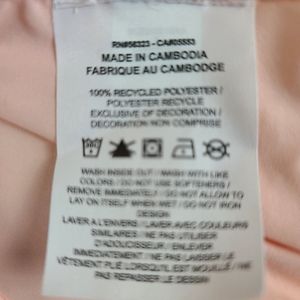 RN#56323 - CA#05553
MADE IN CAMBODIA
FABRIQUE AU CAMBODGE
100% RECYCLED POLYESTER /
POLYESTER RECYCLE
EXCLUSIVE OF DECORATION /
DECORATION NON COMPRISE
WASH INSIDE OUT / WASH WITH LIKE
COLORS / DO NOT USE SOFTENERS /
REMOVE IMMEDIATELY / DO NOT ALLOW TO
LAY ON ITSELF WHEN WET / DO NOT IRON
DESIGN
LAVER A L'ENVERS / LAVER AVEC COULEURS
SIMILAIRES / NE PAS UTILISER
D'ADOUCISSEUR / ENLEVER
IMMEDIATEMENT / NE PAS LAISSER LE
VETEMENT PLIE LORSQU'IL EST MOUILLE / NE
PAS REPASSER LE DESSIN